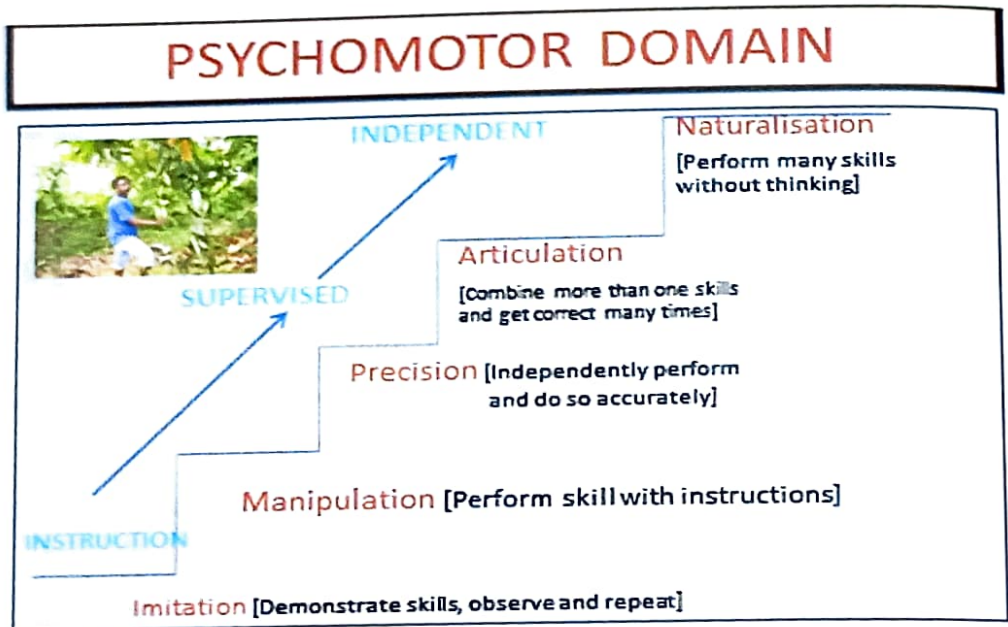 PSYCHOMOTOR DOMAIN
INDEPENDENT
Naturalisation
[Perform many skills
without thinking]
Articulation
[Combine more than one skills
and get correct many times]
SUPERVISED
Precision [Independently perform
and do so accurately]
Manipulation [Perform skill with instructions]
INSTRUCTION
Imitation [Demonstrate skills, observe and repeat]